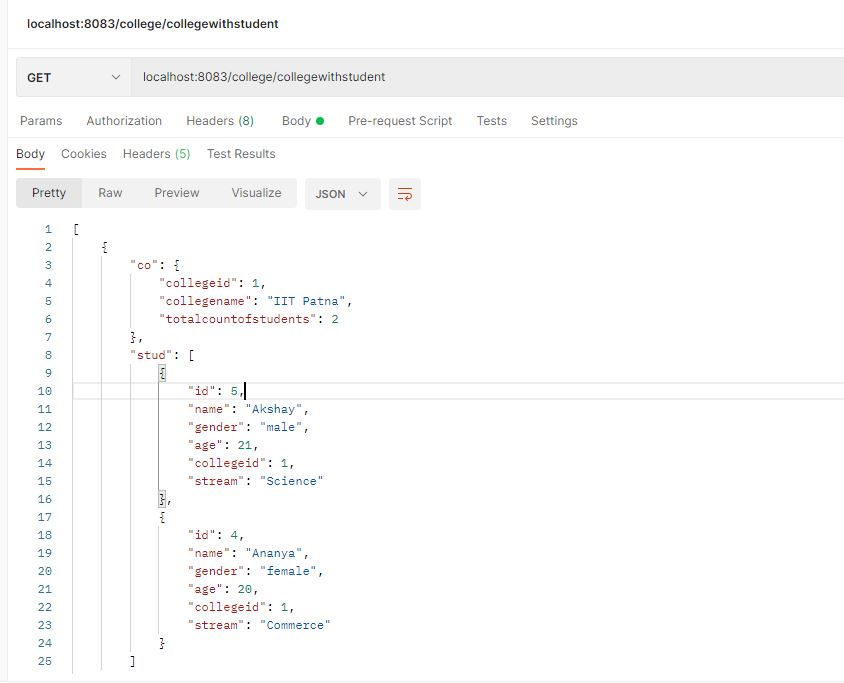 localhost:8083/college/collegewithstudent
GET localhost:8083/college/collegewithstudent
Params Authorization Headers (8) Body Pre-request Script Tests Settings
Body Cookies Headers (5) Test Results
Pretty Raw Preview Visualize JSON
1 [
2 {
3 "co": {
4 "collegeid": 1,
5 "collegename": "IIT Patna",
6 "totalcountofstudents": 2
7 },
8 "stud": [
9 {
10 "id": 5,
11 "name": "Akshay",
12 "gender": "male",
13 "age": 21,
14 "collegeid": 1,
15 "stream": "Science"
16 },
17 {
18 "id": 4,
19 "name": "Ananya",
20 "gender": "female",
21 "age": 20,
22 "collegeid": 1,
23 "stream": "Commerce"
24 }
25 ]